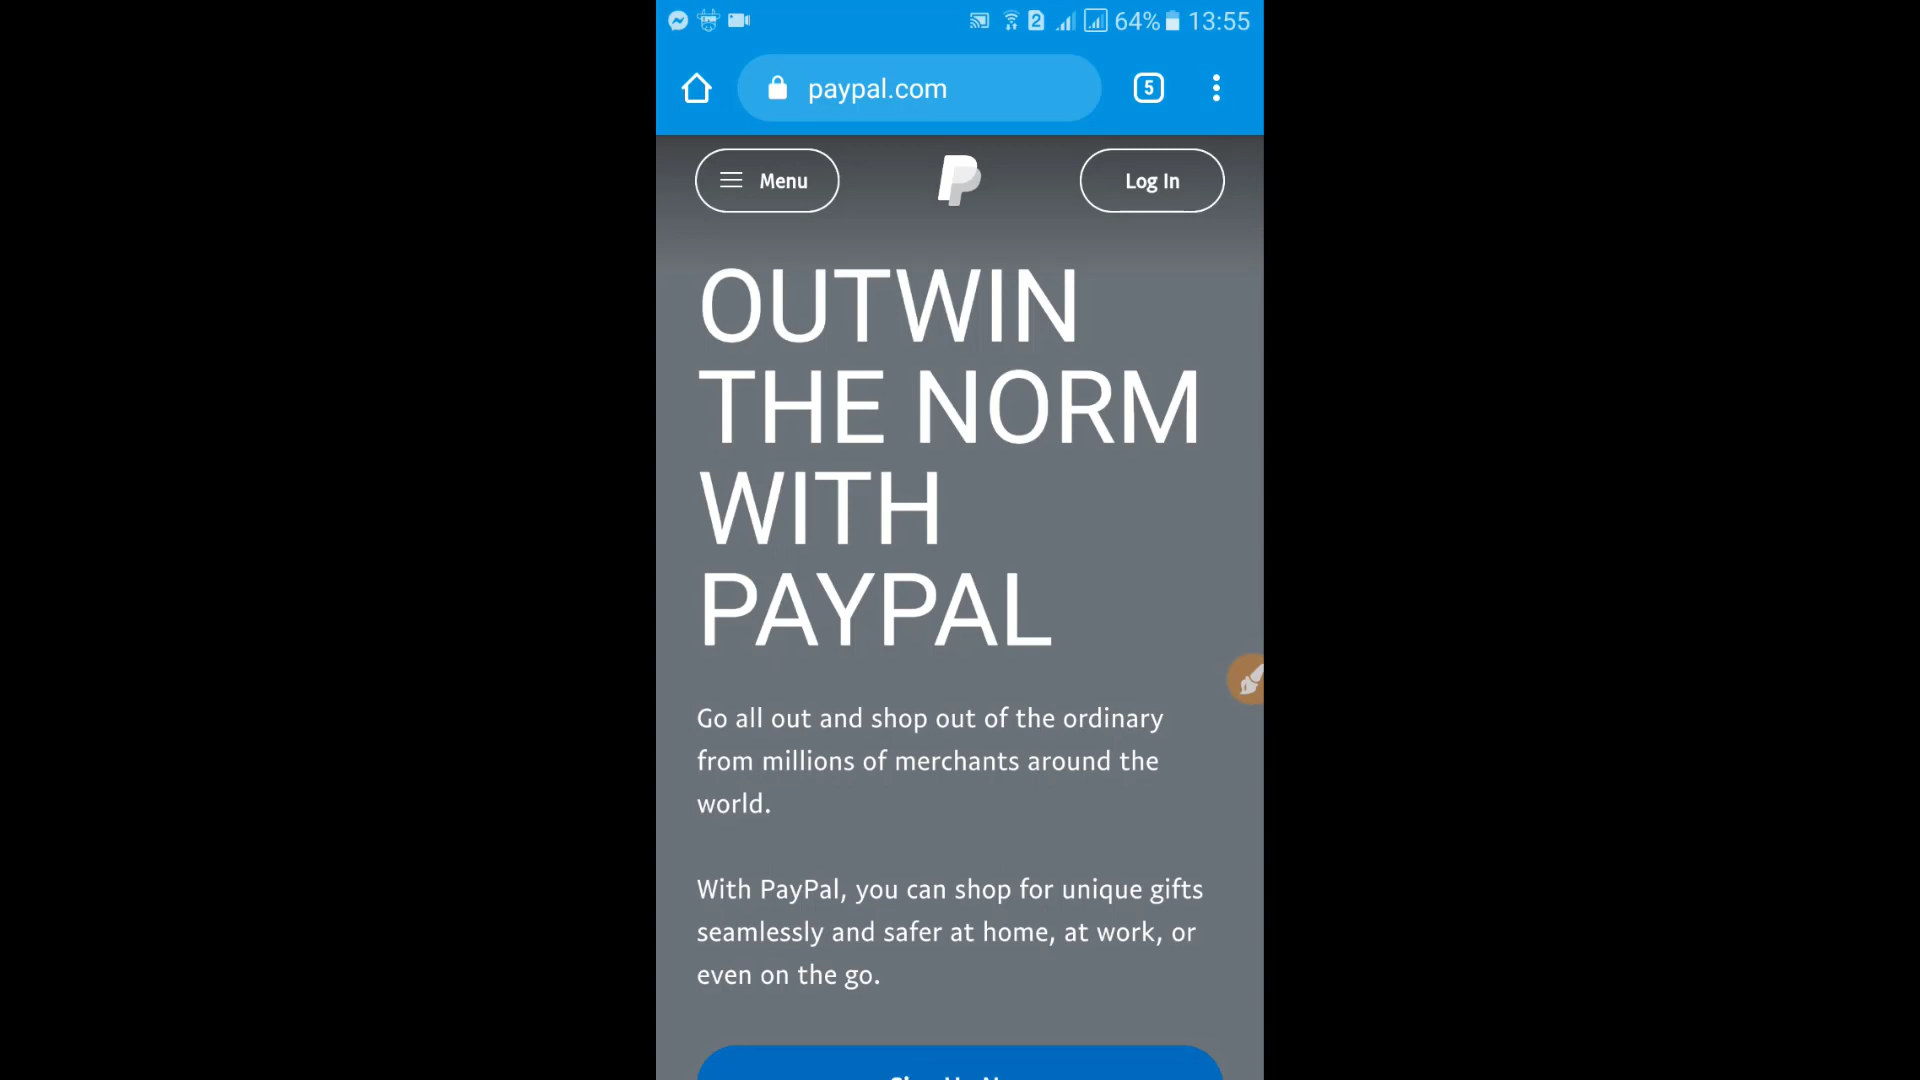 2 64% 13:55
paypal.com 5
Menu Log In
OUTWIN
THE NORM
WITH
PAYPAL
Go all out and shop out of the ordinary
from millions of merchants around the
world.
With PayPal, you can shop for unique gifts
seamlessly and safer at home, at work, or
even on the go.